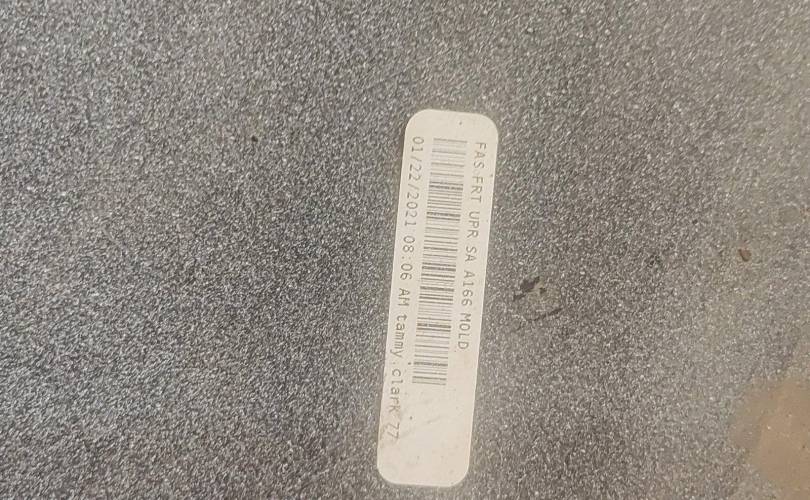 FAS FRT UPR SA A166 MOLD
01/22/2021 08:06 AM tammy.clark 77